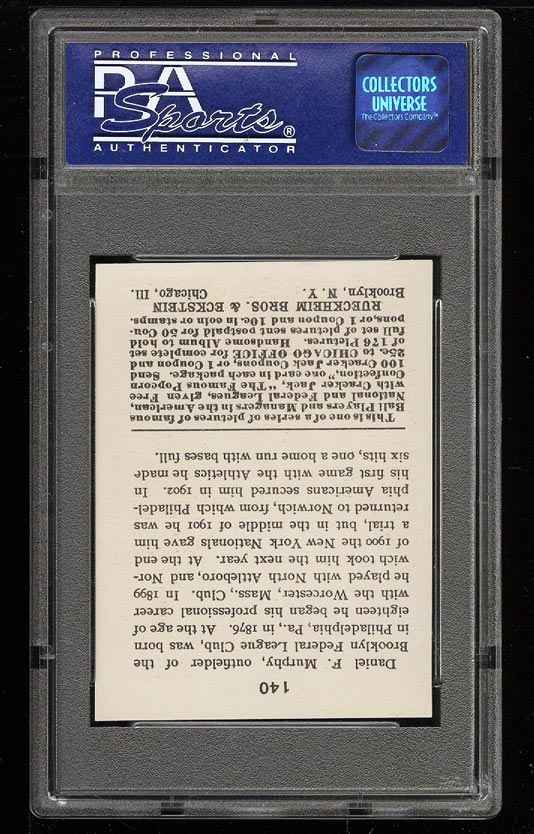 PROFESSIONAL
PSA
Sports®
AUTHENTICATOR
COLLECTORS
UNIVERSE
The Collectors Company™
140
Daniel F. Murphy, outfielder of the
Brooklyn Federal League, Club, was born
in Philadelphia, Pa., in 1876. At the age of
eighteen he began his professional career
with the Worcester, Mass., Club. In 1899
he played with North Attleboro, and Nor-
wich took him the next year. At the end
of 1900 the New York Nationals gave him
a trial, but in the middle of 1901 he was
returned to Norwich, from which Philadel-
phia Americans secured him in 1902. In
his first game with the Athletics he made
six hits, one a home run with bases full.
This is one of a series of pictures of famous
Ball Players and Managers in the American,
National and Federal Leagues, given Free
with Cracker Jack, "The Famous Popcorn
Confection," one card in each package. Send
100 Cracker Jack Coupons, or 1 Coupon and
25c. to CHICAGO OFFICE for complete set
of 176 Pictures. Handsome Album to hold
full set of pictures sent postpaid for 50 Cou-
pons, or 1 Coupon and 10c. in coin or stamps.
RUECKHEIM BROS. & ECKSTEIN
Brooklyn, N. Y. Chicago, Ill.